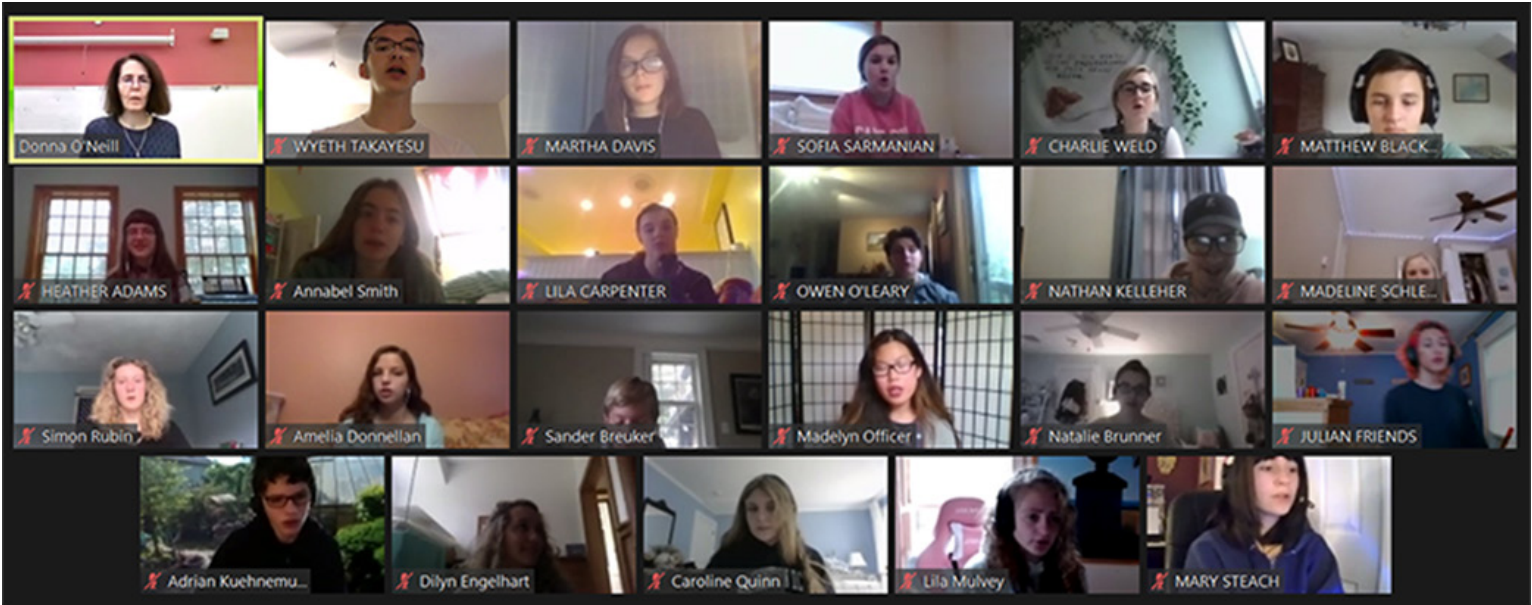 Donna O'Neill
WYETH TAKAYESU
MARTHA DAVIS
SOFIA SARMANIAN
CHARLIE WELD
MATTHEW BLACK...
HEATHER ADAMS
Annabel Smith
LILA CARPENTER
OWEN O'LEARY
NATHAN KELLEHER
MADELINE SCHLE...
Simon Rubin
Amelia Donnellan
Sander Breuker
Madelyn Officer
Natalie Brunner
JULIAN FRIENDS
Adrian Kuehnemu...
Dilyn Engelhart
Caroline Quinn
Lila Mulvey
MARY STEACH